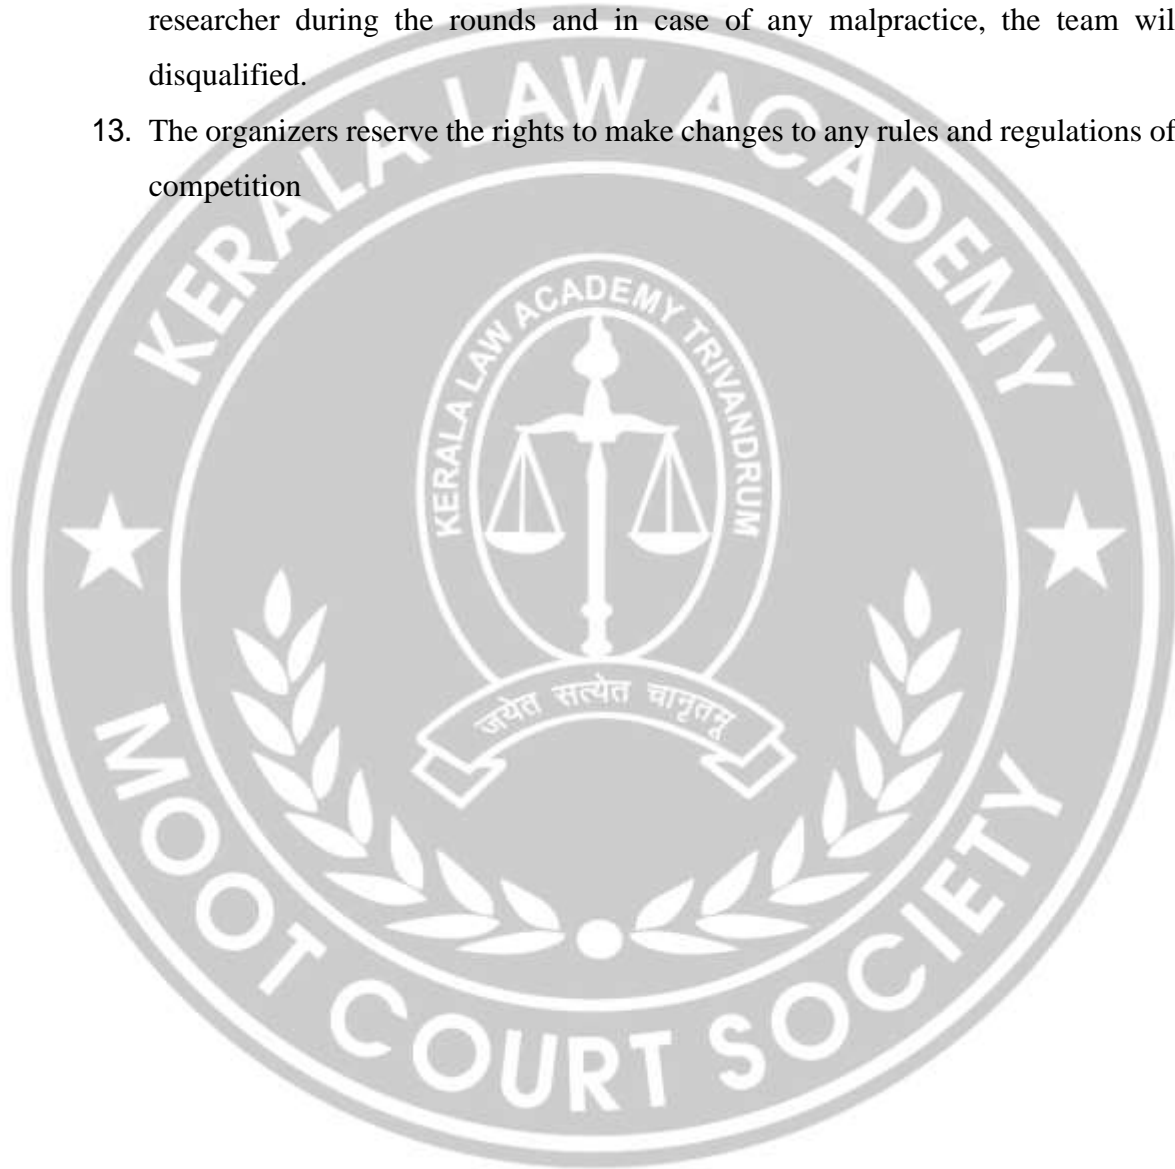 researcher during the rounds and in case of any malpractice, the team wil
disqualified.
13. The organizers reserve the rights to make changes to any rules and regulations of
competition
KERALA LAW ACADEMY
KERALA LAW ACADEMY TRIVANDRUM
जयेत सत्येत चानृतमू
MOOT COURT SOCIETY